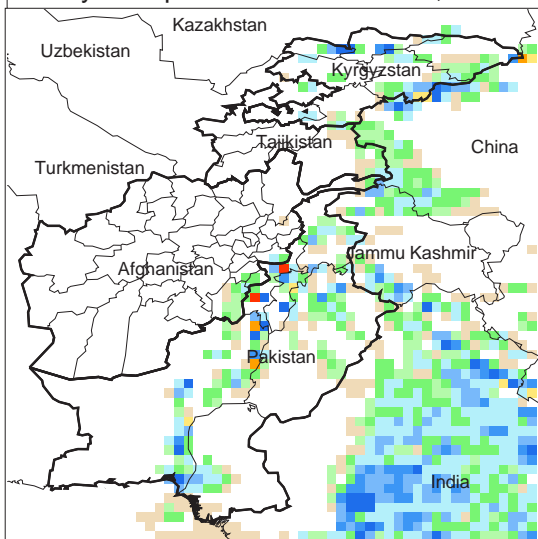 Kazakhstan
Uzbekistan
Kyrgyzstan
Tajikistan
China
Turkmenistan
Jammu Kashmir
Afghanistan
Pakistan
India